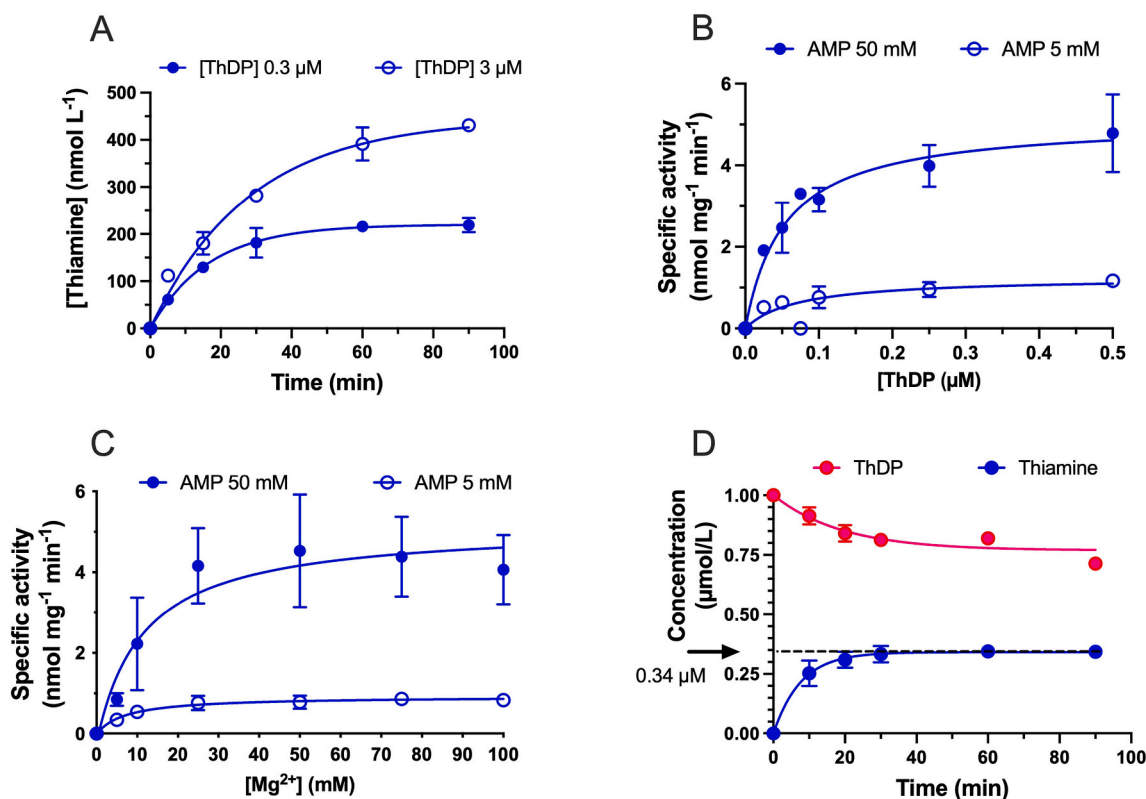 A
[ThDP] 0.3 µM
[ThDP] 3 µM
[Thiamine] (nmol L-1)
500
400
300
200
100
0
0 20 40 60 80 100
Time (min)
B
AMP 50 mM
AMP 5 mM
Specific activity
(nmol mg-1 min-1)
6
4
2
0
0.0 0.1 0.2 0.3 0.4 0.5
[ThDP (µM)
C
AMP 50 mM
AMP 5 mM
Specific activity
(nmol mg-1 min-1)
6
4
2
0
0 10 20 30 40 50 60 70 80 90 100
[Mg2+] (mM)
D
ThDP
Thiamine
Concentration
(µmol/L)
1.00
0.75
0.50
0.25
0.00
0.34 µM
0 20 40 60 80 100
Time (min)